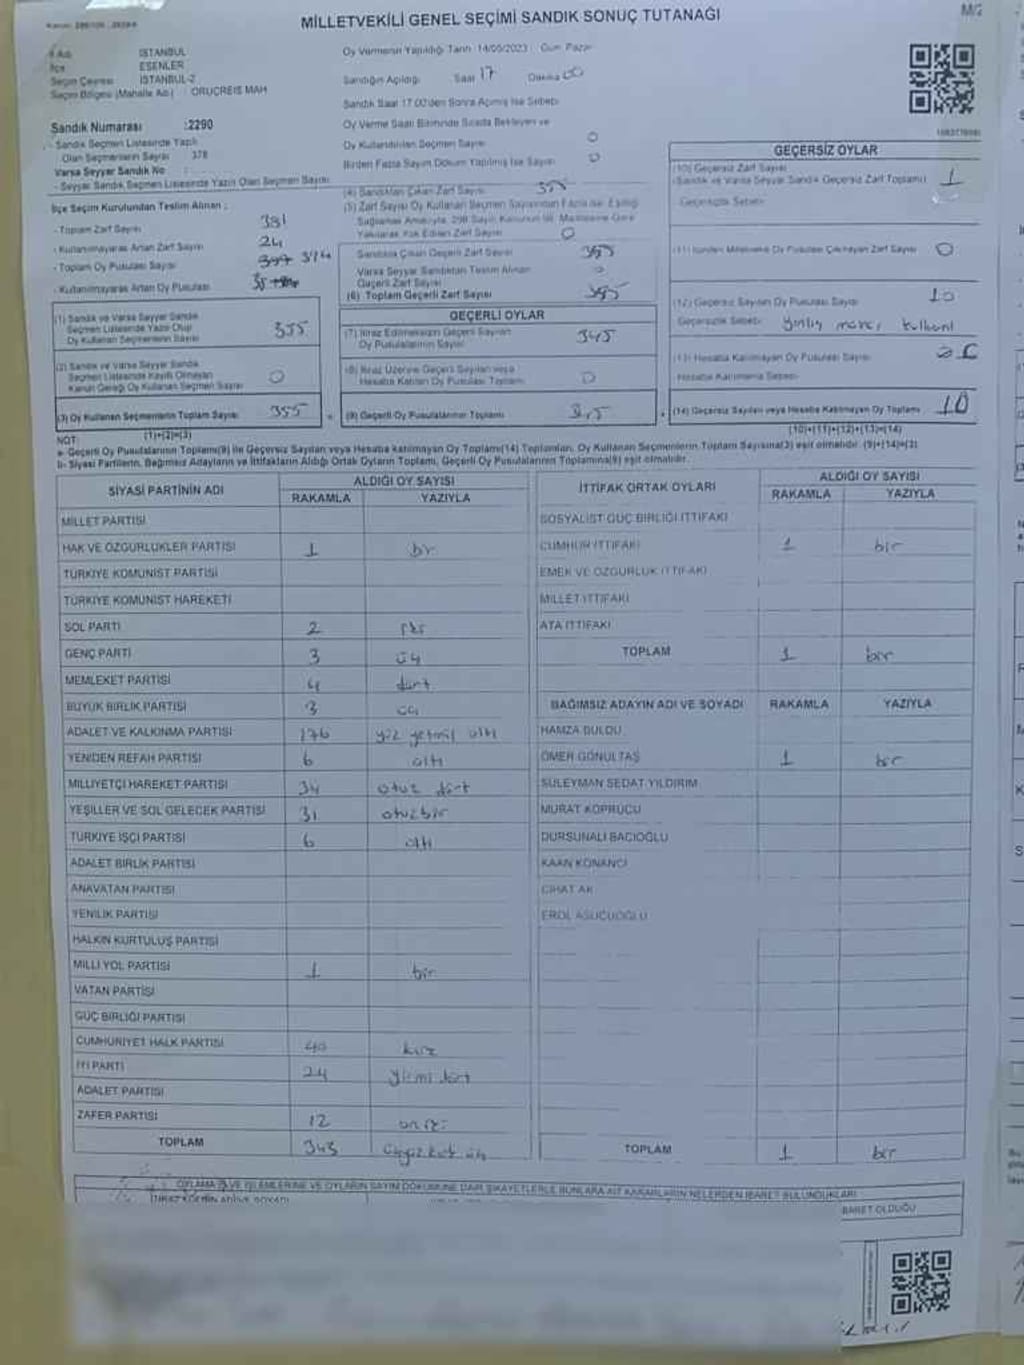 MİLLETVEKİLİ GENEL SEÇİMİ SANDIK SONUÇ TUTANAĞI
İSTANBUL
İlçe ESENLER
Seçim Çevresi İSTANBUL-2
Seçim Bölgesi (Mahalle Adı) : ORUÇREİS MAH
Sandık Numarası :2290
- Sandık Seçmen Listesinde Yazılı
Olan Seçmenlerin Sayısı 378
Varsa Seyyar Sandık No
- Seyyar Sandık Seçmen Listesinde Yazılı Olan Seçmen Sayısı
İlçe Seçim Kurulundan Teslim Alınan :
- Toplam Zarf Sayısı 381
- Kullanılmayarak Artan Zarf Sayısı
- Toplam Oy Pusulası Sayısı
- Kullanılmayarak Artan Oy Pusulası
(1) Sandık ve Varsa Seyyar Sandık
Seçmen Listesinde Yazılı Olup
Oy Kullanan Seçmenlerin Sayısı 355
(2) Sandık ve Varsa Seyyar Sandık
Seçmen Listesinde Kayıtlı Olmayan
Kanun Gereği Oy Kullanan Seçmen Sayısı 0
(3) Oy Kullanan Seçmenlerin Toplam Sayısı 355
(1)+(2)=(3)
Oy Vermenin Yapıldığı Tarih 14/05/2023 Gün Pazar
Sandığın Açıldığı Saat 17 Dakika 00
Sandık Saat 17.00'den Sonra Açılmış İse Sebebi
Oy Verme Saati Bitiminde Sırada Bekleyen ve
Oy Kullandırılan Seçmen Sayısı 0
Birden Fazla Sayım Döküm Yapılmış İse Sayısı 0
(4) Sandıktan Çıkan Zarf Sayısı 355
(5) Zarf Sayısı Oy Kullanan Seçmen Sayısından Fazla İse, Eşitliği
Sağlamak Amacıyla, 298 Sayılı Kanunun 98. Maddesine Göre
Yakılarak Yok Edilen Zarf Sayısı 0
Sandıkta Çıkan Geçerli Zarf Sayısı 355
Varsa Seyyar Sandıktan Teslim Alınan
Geçerli Zarf Sayısı
(6) Toplam Geçerli Zarf Sayısı 355
GEÇERLİ OYLAR
(7) İtiraz Edilmeksizin Geçerli Sayılan
Oy Pusulalarının Sayısı 345
(8) İtiraz Üzerine Geçerli Sayılan veya
Hesaba Katılan Oy Pusulası Toplamı 0
(9) Geçerli Oy Pusulalarının Toplamı
GEÇERSİZ OYLAR
(10) Geçersiz Zarf Sayısı
(Sandık ve Varsa Seyyar Sandık Geçersiz Zarf Toplamı) 1
Geçersizlik Sebebi
(11) İçinden Milletvekili Oy Pusulası Çıkmayan Zarf Sayısı 0
(12) Geçersiz Sayılan Oy Pusulası Sayısı 10
Geçersizlik Sebebi
(13) Hesaba Katılmayan Oy Pusulası Sayısı
Hesaba Katılmama Sebebi
(14) Geçersiz Sayılan veya Hesaba Katılmayan Oy Toplamı 10
(10)+(11)+(12)+(13)=(14)
NOT:
a- Geçerli Oy Pusulalarının Toplamı(9) ile Geçersiz Sayılan veya Hesaba katılmayan Oy Toplamı(14) Toplamları, Oy Kullanan Seçmenlerin Toplam Sayısına(3) eşit olmalıdır. (9)+(14)=(3)
b- Siyasi Partilerin, Bağımsız Adayların ve İttifakların Aldığı Ortak Oyların Toplamı, Geçerli Oy Pusulalarının Toplamına(9) eşit olmalıdır.
SİYASİ PARTİNİN ADI ALDIĞI OY SAYISI
RAKAMLA YAZIYLA
MİLLET PARTİSİ
HAK VE ÖZGÜRLÜKLER PARTİSİ 1 bir
TÜRKİYE KOMÜNİST PARTİSİ
TÜRKİYE KOMÜNİST HAREKETİ
SOL PARTİ 2 iki
GENÇ PARTİ 3 üç
MEMLEKET PARTİSİ 4 dört
BÜYÜK BİRLİK PARTİSİ 3 üç
ADALET VE KALKINMA PARTİSİ 176 yüz yetmiş altı
YENİDEN REFAH PARTİSİ 6 altı
MİLLİYETÇİ HAREKET PARTİSİ 34 otuz dört
YEŞİLLER VE SOL GELECEK PARTİSİ 31 otuzbir
TÜRKİYE İŞÇİ PARTİSİ 6 altı
ADALET BİRLİK PARTİSİ
ANAVATAN PARTİSİ
YENİLİK PARTİSİ
HALKIN KURTULUŞ PARTİSİ
MİLLİ YOL PARTİSİ 1 bir
VATAN PARTİSİ
GÜÇ BİRLİĞİ PARTİSİ
CUMHURİYET HALK PARTİSİ 40 kırk
İYİ PARTİ 24 yirmi dört
ADALET PARTİSİ
ZAFER PARTİSİ 12 on iki
TOPLAM 343
İTTİFAK ORTAK OYLARI ALDIĞI OY SAYISI
RAKAMLA YAZIYLA
SOSYALİST GÜÇ BİRLİĞİ İTTİFAKI
CUMHUR İTTİFAKI 1 bir
EMEK VE ÖZGÜRLÜK İTTİFAKI
MİLLET İTTİFAKI
ATA İTTİFAKI
TOPLAM 1 bir
BAĞIMSIZ ADAYIN ADI VE SOYADI RAKAMLA YAZIYLA
HAMZA BULDU
ÖMER GÖNÜLTAŞ 1 bir
SÜLEYMAN SEDAT YILDIRIM
MURAT KÖPRÜCÜ
DURSUNALİ BACIOĞLU
KAAN KONANCI
CİHAT AK
EROL ASUCUOĞLU
TOPLAM 1 bir
OYLAMA İŞ VE İŞLEMLERİNE VE OYLARIN SAYIM DÖKÜMÜNE DAİR ŞİKAYETLERLE BUNLARA AİT KARARLARIN NELERDEN İBARET BULUNDUKLARI